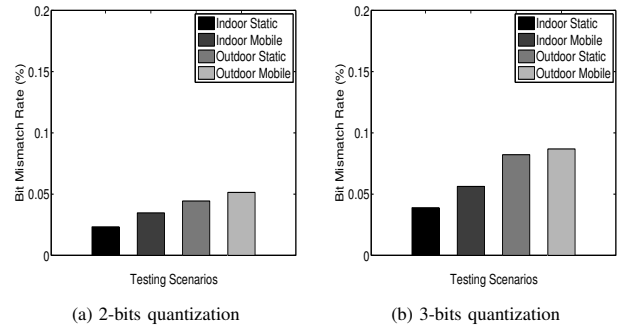 0.2
0.15
0.1
0.05
0
Bit Mismatch Rate (%)
Indoor Static
Indoor Mobile
Outdoor Static
Outdoor Mobile
Testing Scenarios
(a) 2-bits quantization
0.2
0.15
0.1
0.05
0
Bit Mismatch Rate (%)
Indoor Static
Indoor Mobile
Outdoor Static
Outdoor Mobile
Testing Scenarios
(b) 3-bits quantization